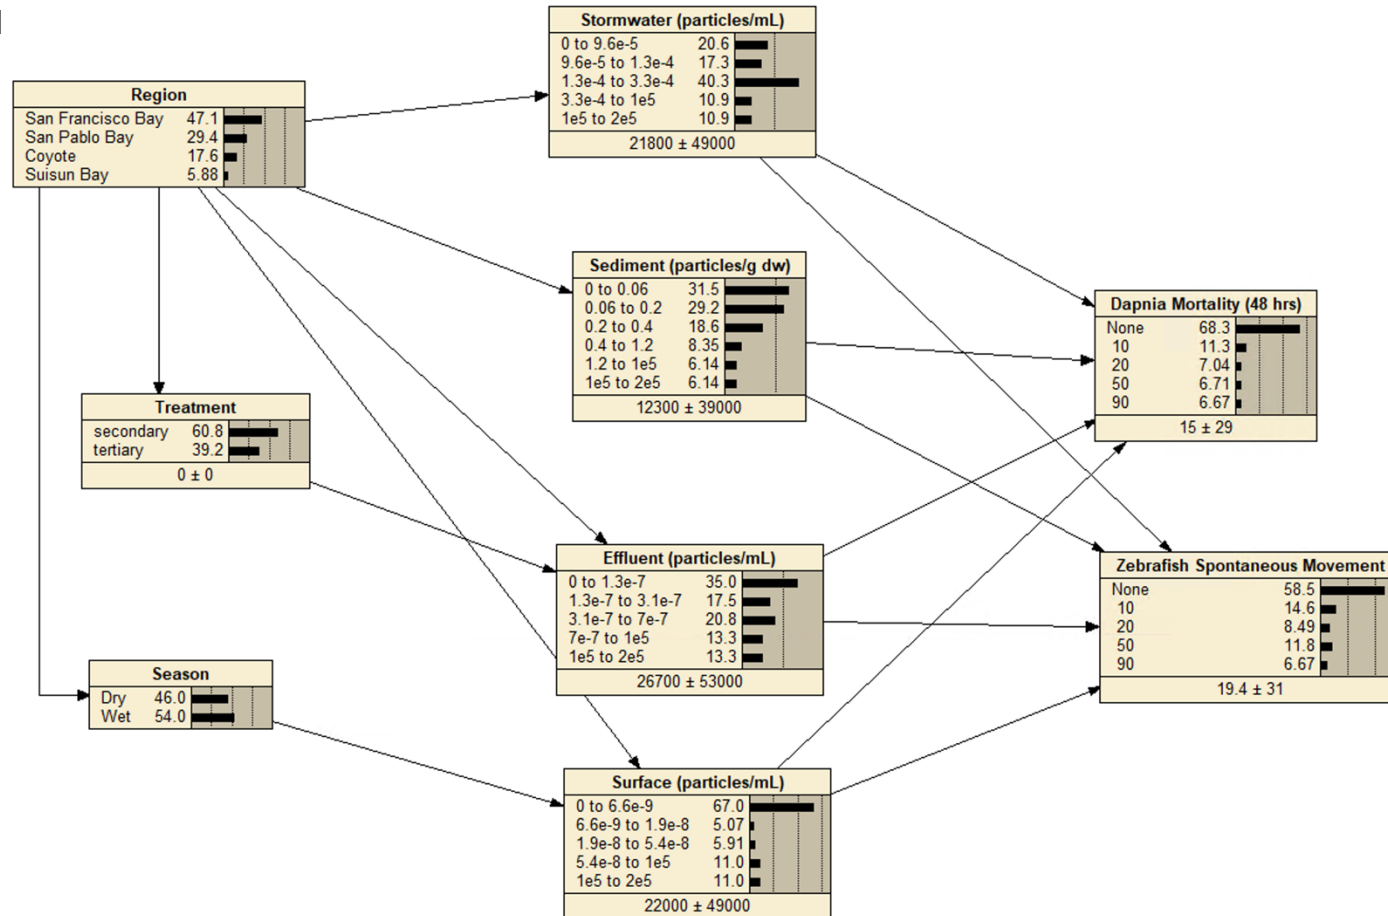 Stormwater (particles/mL)
0 to 9.6e-5 20.6
9.6e-5 to 1.3e-4 17.3
1.3e-4 to 3.3e-4 40.3
3.3e-4 to 1e5 10.9
1e5 to 2e5 10.9
21800 ± 49000
Region
San Francisco Bay 47.1
San Pablo Bay 29.4
Coyote 17.6
Suisun Bay 5.88
Sediment (particles/g dw)
0 to 0.06 31.5
0.06 to 0.2 29.2
0.2 to 0.4 18.6
0.4 to 1.2 8.35
1.2 to 1e5 6.14
1e5 to 2e5 6.14
12300 ± 39000
Dapnia Mortality (48 hrs)
None 68.3
10 11.3
20 7.04
50 6.71
90 6.67
15 ± 29
Treatment
secondary 60.8
tertiary 39.2
0 ± 0
Effluent (particles/mL)
0 to 1.3e-7 35.0
1.3e-7 to 3.1e-7 17.5
3.1e-7 to 7e-7 20.8
7e-7 to 1e5 13.3
1e5 to 2e5 13.3
26700 ± 53000
Zebrafish Spontaneous Movement
None 58.5
10 14.6
20 8.49
50 11.8
90 6.67
19.4 ± 31
Season
Dry 46.0
Wet 54.0
Surface (particles/mL)
0 to 6.6e-9 67.0
6.6e-9 to 1.9e-8 5.07
1.9e-8 to 5.4e-8 5.91
5.4e-8 to 1e5 11.0
1e5 to 2e5 11.0
22000 ± 49000